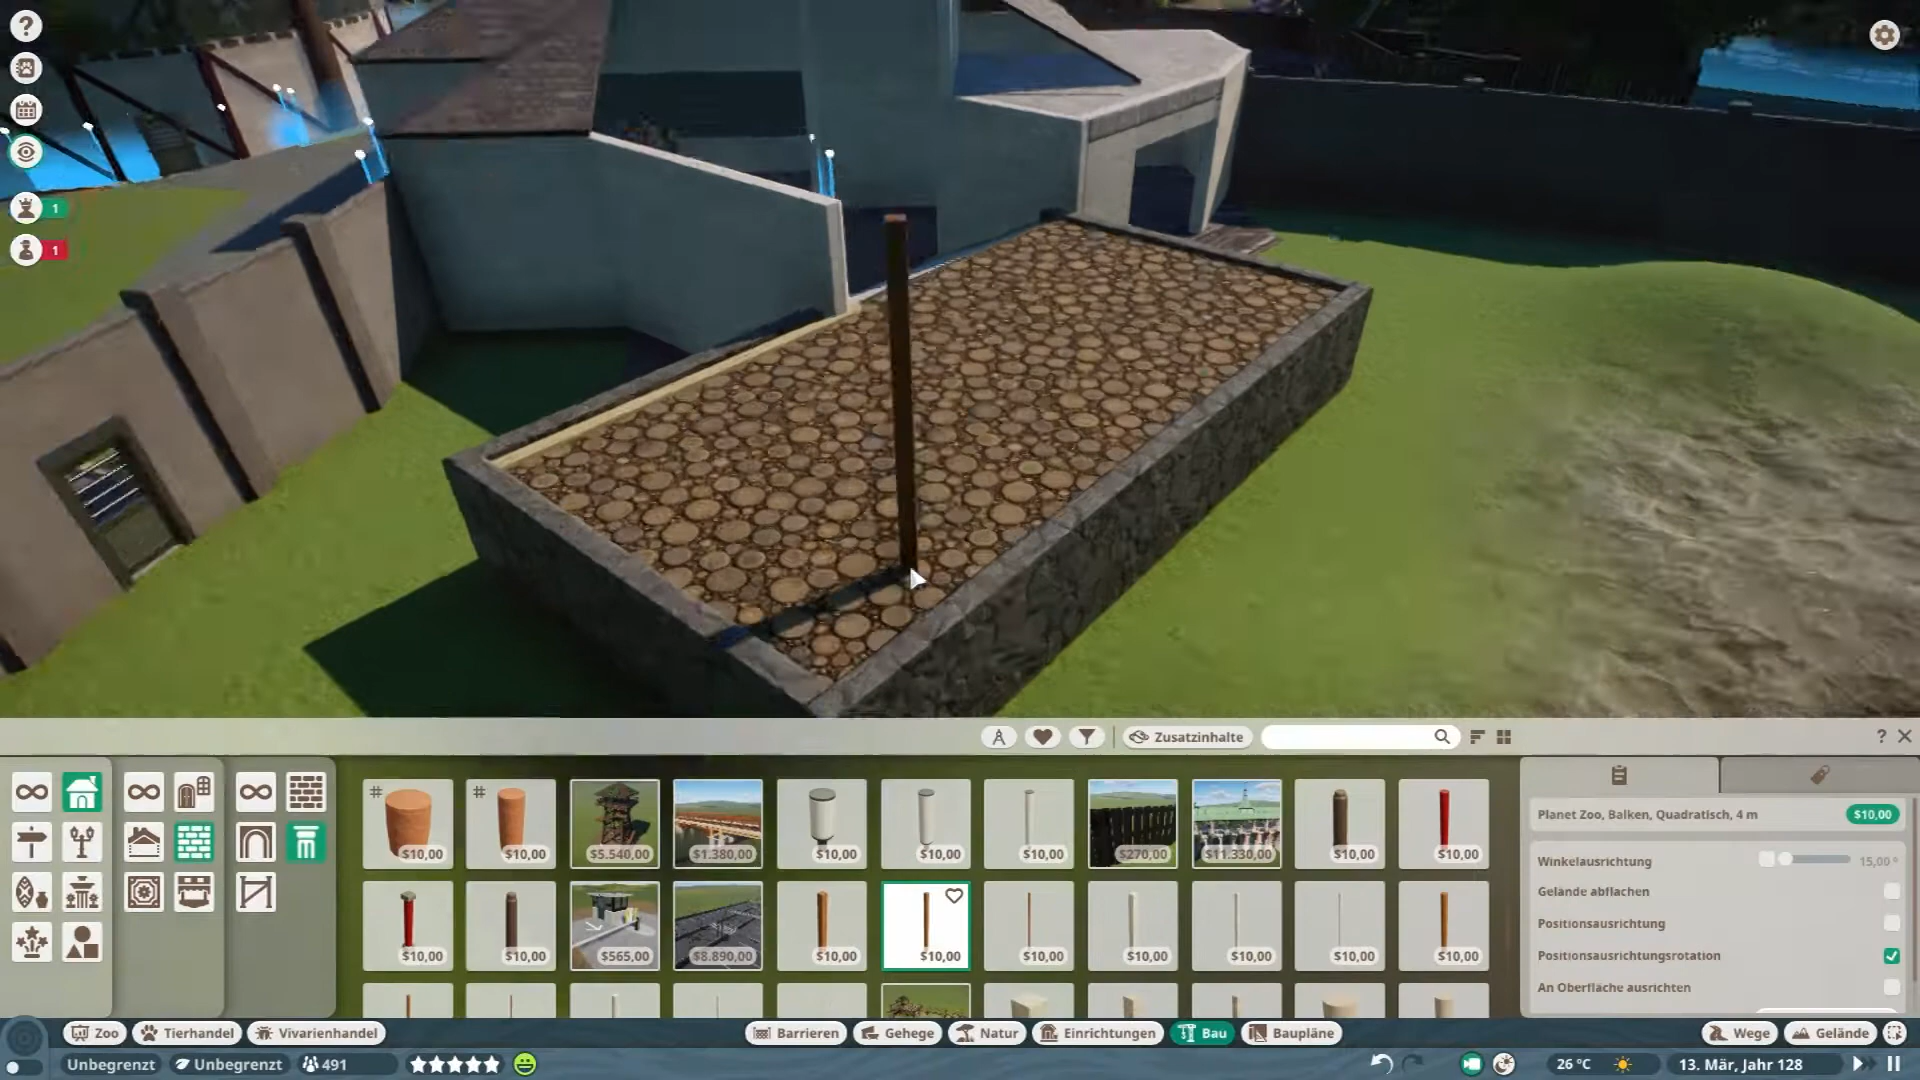 ?
1
1
Zusatzinhalte
?
#
$10,00
#
$10,00
$5.540,00
$1.380,00
$10,00
$10,00
$10,00
$270,00
$11.330,00
$10,00
$10,00
$10,00
$10,00
$565,00
$8.890,00
$10,00
$10,00
$10,00
$10,00
$10,00
$10,00
$10,00
Planet Zoo, Balken, Quadratisch, 4 m
$10,00
Winkelausrichtung
15,00 °
Gelände abflachen
Positionsausrichtung
Positionsausrichtungsrotation
An Oberfläche ausrichten
Zoo
Tierhandel
Vivarienhandel
Barrieren
Gehege
Natur
Einrichtungen
Bau
Baupläne
Wege
Gelände
Unbegrenzt
Unbegrenzt
491
26 °C
13. Mär, Jahr 128